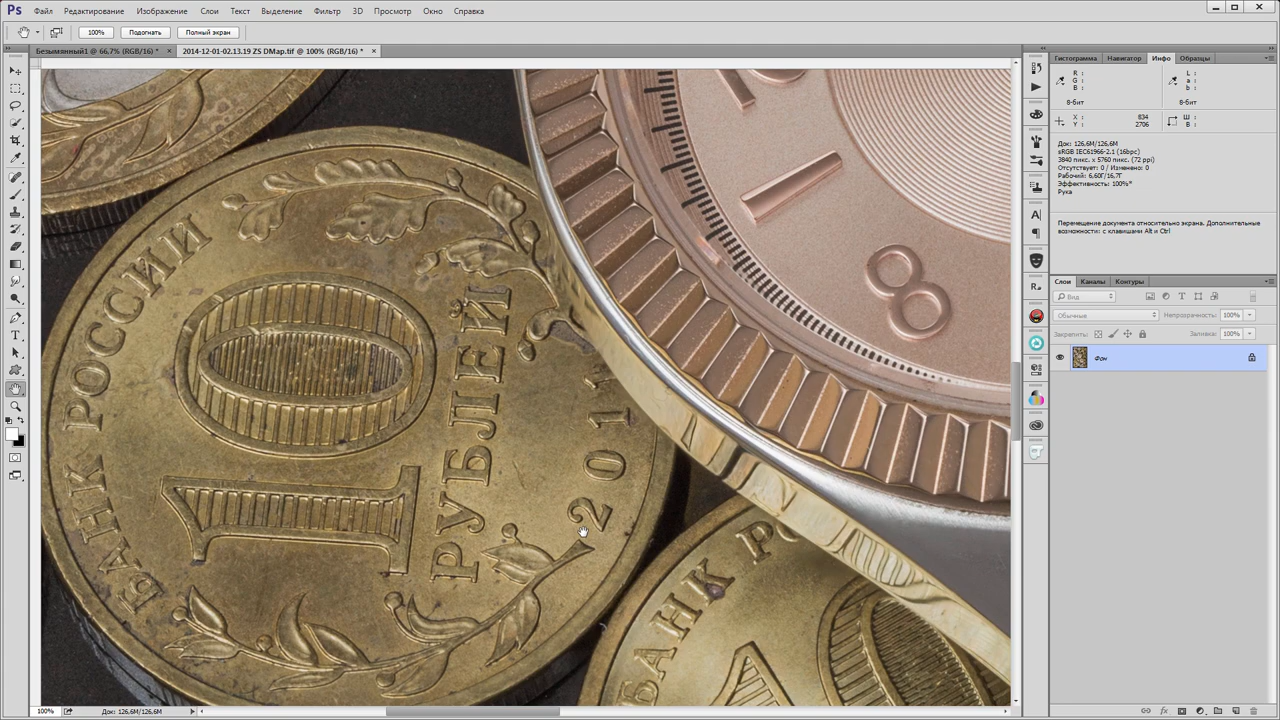 Ps Файл Редактирование Изображение Слои Текст Выделение Фильтр 3D Просмотр Окно Справка
100% Подогнать Полный экран
Безымянный1 @ 66,7% (RGB/16) * × 2014-12-01-02.13.19 ZS DMap.tif @ 100% (RGB/16) * ×
Гистограмма Навигатор Инфо Образцы
R : L :
G : a :
B : b :
8-бит 8-бит
X : 834 Ш :
Y : 2706 В :
Док: 126,6M/126,6M
sRGB IEC61966-2.1 (16bpc)
3840 пикс. x 5760 пикс. (72 ppi)
Отсутствует: 0 / Изменено: 0
Рабочий: 6,60Г/16,7Г
Эффективность: 100%*
Рука
Перемещение документа относительно экрана. Дополнительные
возможности: с клавишами Alt и Ctrl
Слои Каналы Контуры
Вид
Обычные Непрозрачность: 100%
Закрепить: Заливка: 100%
Фон
БАНК РОССИИ
10
РУБЛЕЙ
2011
8
БАНК Р
1
100% Док: 126,6M/126,6M